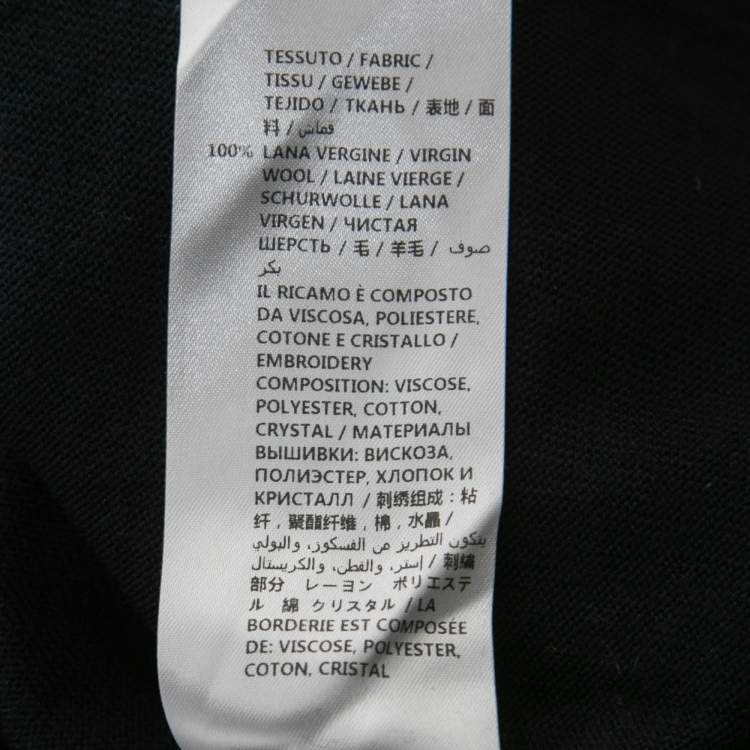 TESSUTO / FABRIC /
TISSU / GEWEBE /
TEJIDO / ТКАНЬ / 表地 / 面
料 / قماش
100% LANA VERGINE / VIRGIN
WOOL / LAINE VIERGE /
SCHURWOLLE / LANA
VIRGEN / ЧИСТАЯ
ШЕРСТЬ / 毛 / 羊毛 / صوف
بكر
IL RICAMO È COMPOSTO
DA VISCOSA, POLIESTERE,
COTONE E CRISTALLO /
EMBROIDERY
COMPOSITION: VISCOSE,
POLYESTER, COTTON,
CRYSTAL / МАТЕРИАЛЫ
ВЫШИВКИ: ВИСКОЗА,
ПОЛИЭСТЕР, ХЛОПОК И
КРИСТАЛЛ / 刺绣组成：粘
纤，聚酯纤维，棉，水晶 /
يتكون التطريز من الفسكوز، والبولي
إستر، والقطن، والكريستال / 刺繍
部分 レーヨン ポリエステ
ル 綿 クリスタル / LA
BORDERIE EST COMPOSÉE
DE: VISCOSE, POLYESTER,
COTON, CRISTAL